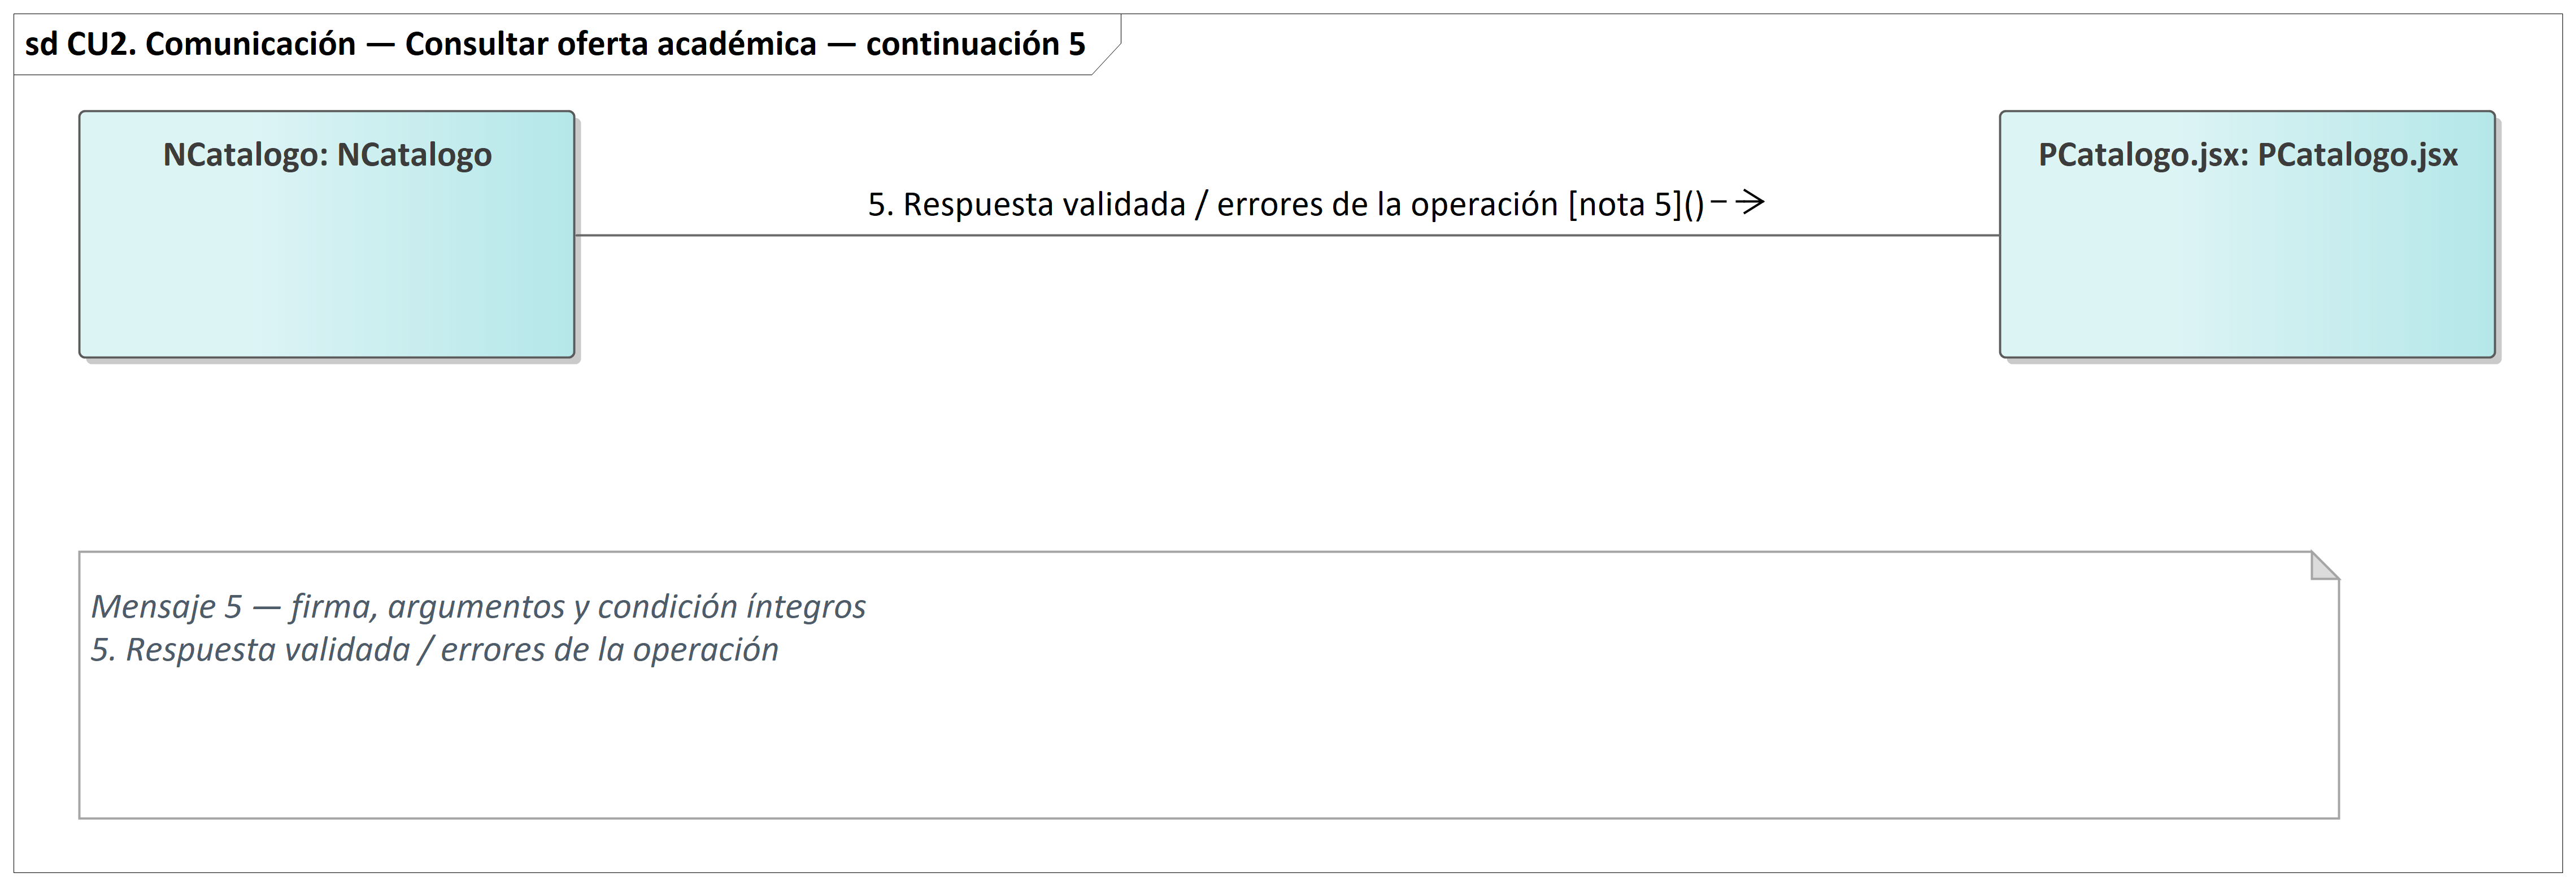 sd CU2. Comunicación — Consultar oferta académica — continuación 5
NCatalogo: NCatalogo
PCatalogo.jsx: PCatalogo.jsx
5. Respuesta validada / errores de la operación [nota 5]()
Mensaje 5 — firma, argumentos y condición íntegros
5. Respuesta validada / errores de la operación